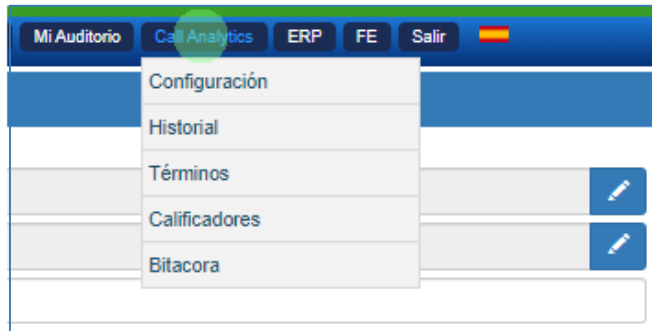 Mi Auditorio Call Analytics ERP FE Salir
Configuración
Historial
Términos
Calificadores
Bitacora